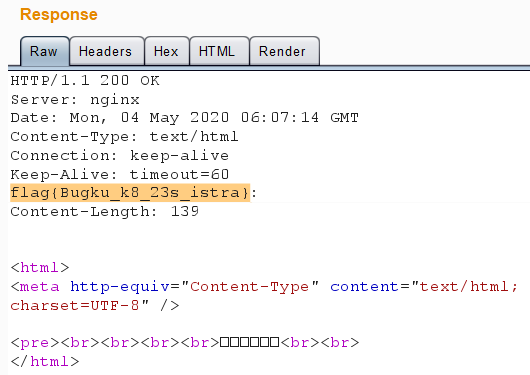 Response
Raw Headers Hex HTML Render
HTTP/1.1 200 OK
Server: nginx
Date: Mon, 04 May 2020 06:07:14 GMT
Content-Type: text/html
Connection: keep-alive
Keep-Alive: timeout=60
flag{Bugku_k8_23s_istra}:
Content-Length: 139
<html>
<meta http-equiv="Content-Type" content="text/html;
charset=UTF-8" />
<pre><br><br><br><br>□□□□□□<br><br>
</html>